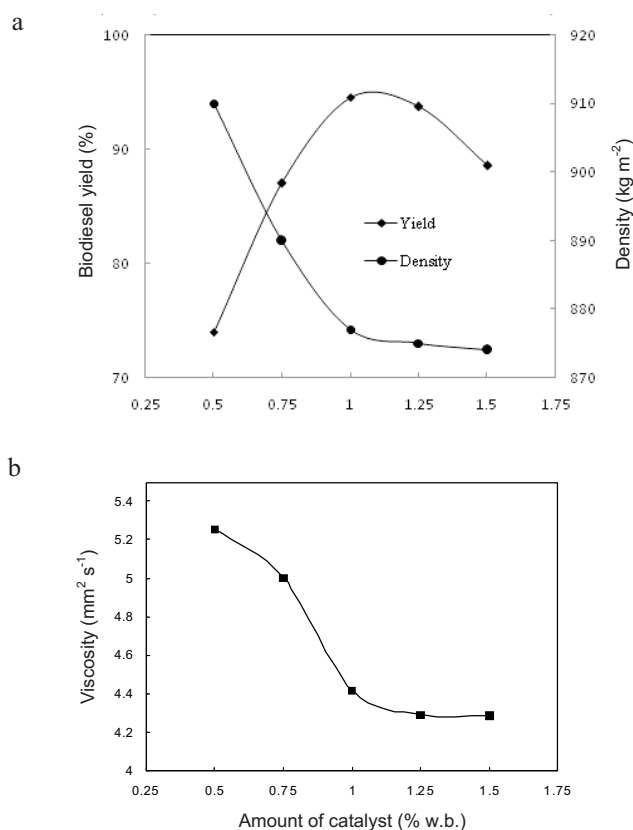 a
100
90
80
70
Biodiesel yield (%)
920
910
900
890
880
870
Density (kg m-2)
Yield
Density
0.25 0.5 0.75 1 1.25 1.5 1.75
b
5.4
5.2
5
4.8
4.6
4.4
4.2
4
Viscosity (mm² s⁻¹)
0.25 0.5 0.75 1 1.25 1.5 1.75
Amount of catalyst (% w.b.)